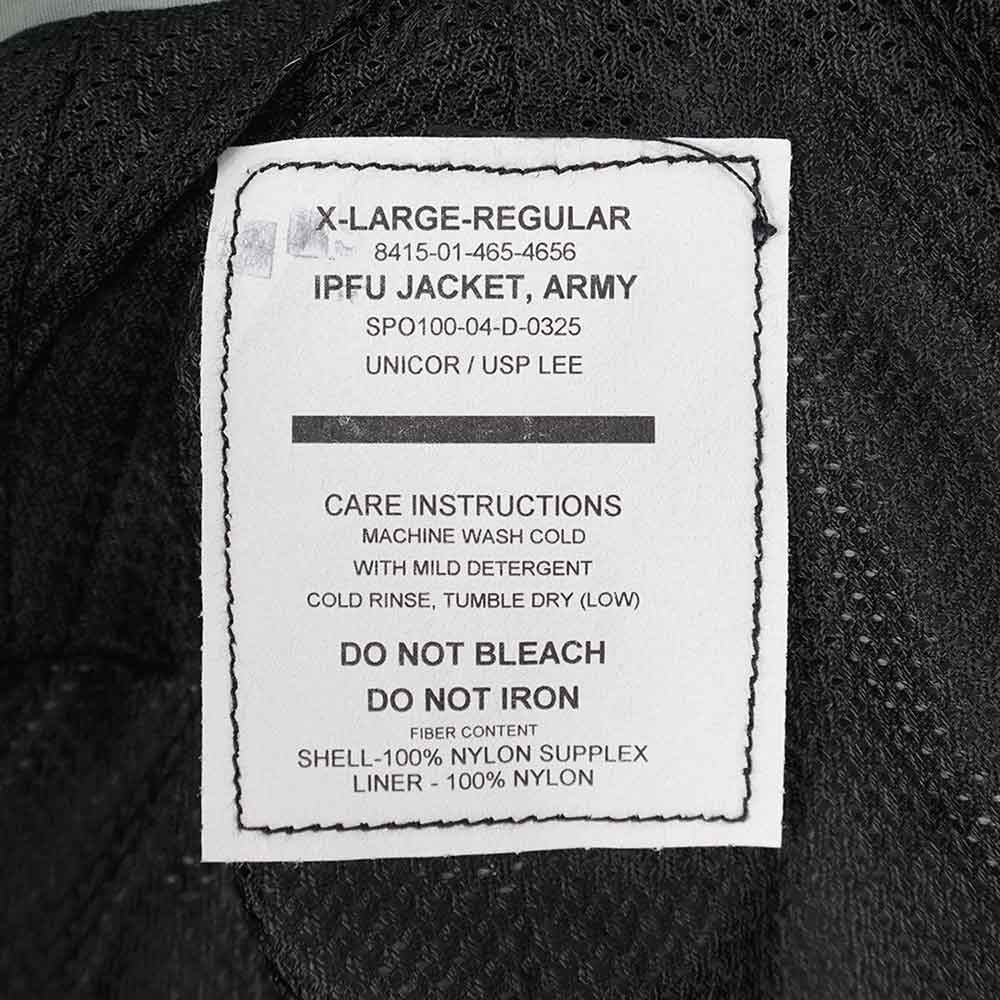 X-LARGE-REGULAR
8415-01-465-4656
IPFU JACKET, ARMY
SPO100-04-D-0325
UNICOR / USP LEE
CARE INSTRUCTIONS
MACHINE WASH COLD
WITH MILD DETERGENT
COLD RINSE, TUMBLE DRY (LOW)
DO NOT BLEACH
DO NOT IRON
FIBER CONTENT
SHELL-100% NYLON SUPPLEX
LINER - 100% NYLON